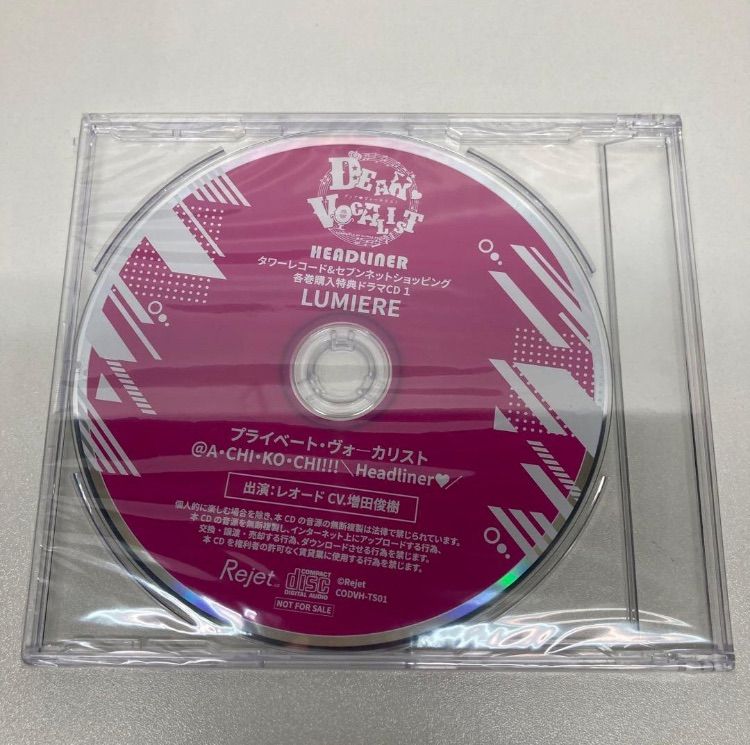 DEAR♥
VOCALIST
HEADLINER
タワーレコード&セブンネットショッピング
各巻購入特典ドラマCD 1
LUMIERE
プライベート・ヴォーカリスト
@A・CHI・KO・CHI!!!＼Headliner♥／
出演:レオード CV.増田俊樹
個人的に楽しむ場合を除き、本CDの音源の無断複製は法律で禁じられています。
本CDの音源を無断複製し、インターネット上にアップロードする行為、
交換・譲渡・売却する行為、ダウンロードさせる行為を禁じます。
本CDを権利者の許可なく賃貸業に使用する行為を禁じます。
Rejet
COMPACT
disc
DIGITAL AUDIO
NOT FOR SALE
©Rejet
CODVH-TS01